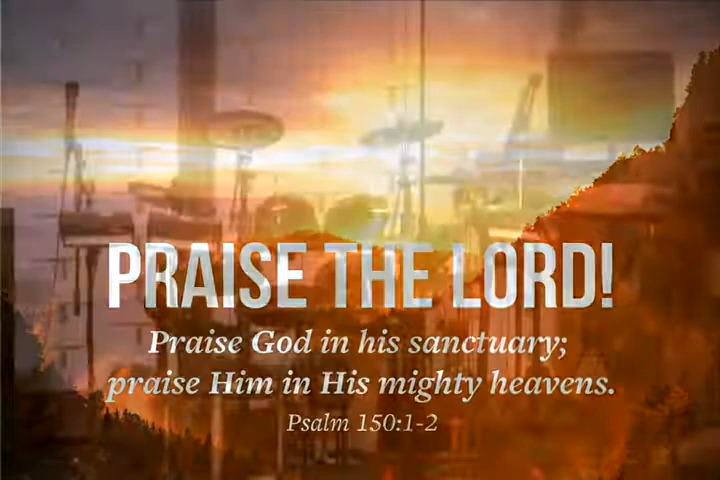 PRAISE THE LORD!
Praise God in his sanctuary;
praise Him in His mighty heavens.
Psalm 150:1-2